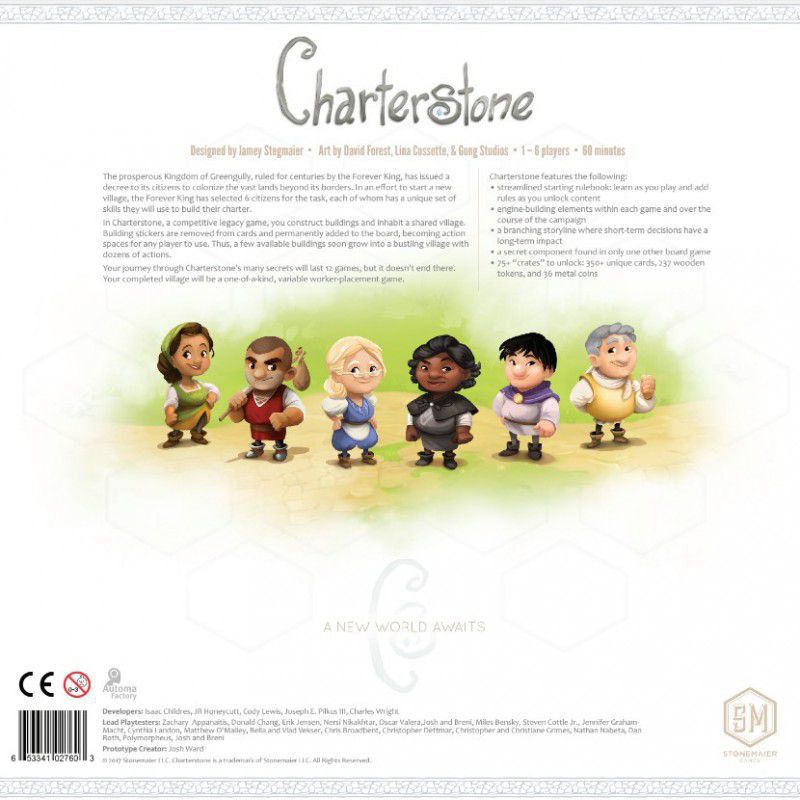 Charterstone
Designed by Jamey Stegmaier • Art by David Forest, Lina Cossette, & Gong Studios • 1 – 6 players • 60 minutes
The prosperous Kingdom of Greengully, ruled for centuries by the Forever King, has issued a
decree to its citizens to colonize the vast lands beyond its borders. In an effort to start a new
village, the Forever King has selected 6 citizens for the task, each of whom has a unique set of
skills they will use to build their charter.
In Charterstone, a competitive legacy game, you construct buildings and inhabit a shared village.
Building stickers are removed from cards and permanently added to the board, becoming action
spaces for any player to use. Thus, a few available buildings soon grow into a bustling village with
dozens of actions.
Your journey through Charterstone's many secrets will last 12 games, but it doesn't end there.
Your completed village will be a one-of-a-kind, variable worker-placement game.
Charterstone features the following:
• streamlined starting rulebook: learn as you play and add
rules as you unlock content
• engine-building elements within each game and over the
course of the campaign
• a branching storyline where short-term decisions have a
long-term impact
• a secret component found in only one other board game
• 75+ "crates" to unlock: 350+ unique cards, 237 wooden
tokens, and 36 metal coins
A NEW WORLD AWAITS
CE
0-3
Automa
Factory
Developers: Isaac Childres, Jill Honeycutt, Cody Lewis, Joseph E. Pilkus III, Charles Wright
Lead Playtesters: Zachary Appanaitis, Donald Chang, Erik Jensen, Nersi Nikakhtar, Oscar Valera,Josh and Breni, Miles Bensky, Steven Cottle Jr., Jennifer Graham-
Macht, Cynthia Landon, Matthew O'Malley, Bella and Vlad Vekser, Chris Broadbent, Christopher Dettmar, Christopher and Christiane Grimes, Nathan Nabeta, Dan
Roth, Polymorpheus, Josh and Breni
Prototype Creator: Josh Ward
© 2017 Stonemaier LLC. Charterstone is a trademark of Stonemaier LLC. All Rights Reserved.
6 53341 02760 3
SM
STONEMAIER
GAMES